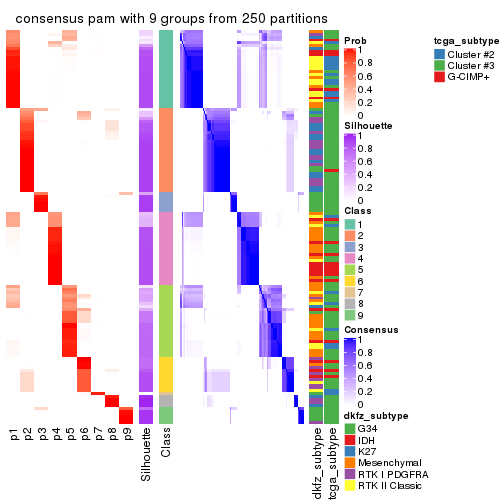 consensus pam with 9 groups from 250 partitions
Prob
1
0.8
0.6
0.4
0.2
0
Silhouette
1
0.8
0.6
0.4
0.2
0
Class
1
2
3
4
5
6
7
8
9
Consensus
1
0.8
0.6
0.4
0.2
0
dkfz_subtype
G34
IDH
K27
Mesenchymal
RTK I PDGFRA
RTK II Classic
tcga_subtype
Cluster #2
Cluster #3
G-CIMP+
p1
p2
p3
p4
p5
p6
p7
p8
p9
Silhouette
Class
dkfz_subtype
tcga_subtype